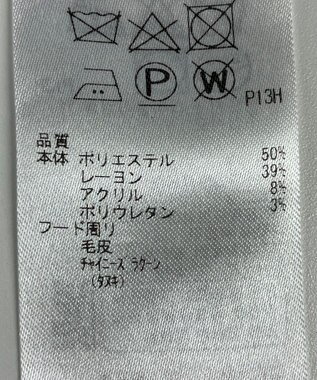 P
W
P13H
品質
本体 ポリエステル 50%
レーヨン 39%
アクリル 8%
ポリウレタン 3%
フード周リ
毛皮
チャイニーズ ラクーン
(タヌキ)